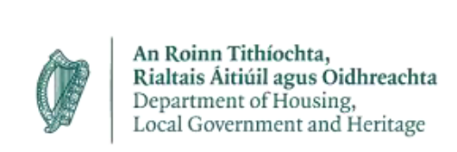 An Roinn Tithíochta,
Rialtais Áitiúil agus Oidhreachta
Department of Housing,
Local Government and Heritage